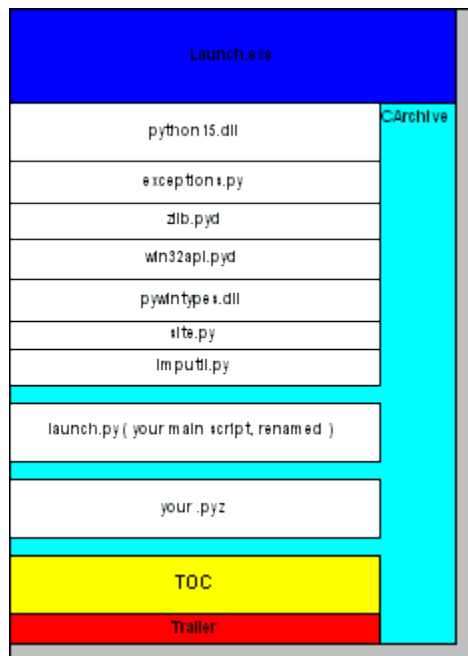 Launch.exe
CArchive
python15.dll
exceptions.py
zlib.pyd
win32api.pyd
pywintypes.dll
site.py
imputil.py
launch.py ( your main script, renamed )
your .pyz
TOC
Trailer